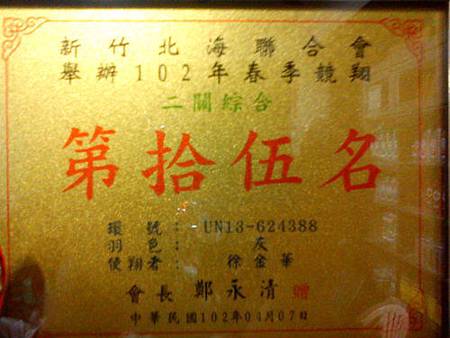 新竹北海聯合會
舉辦102年春季競翔
二關綜合
第拾伍名
環號: UN13-624388
羽色: 灰
使翔者: 徐金華
會長 鄭永清 贈
中華民國102年04月07日